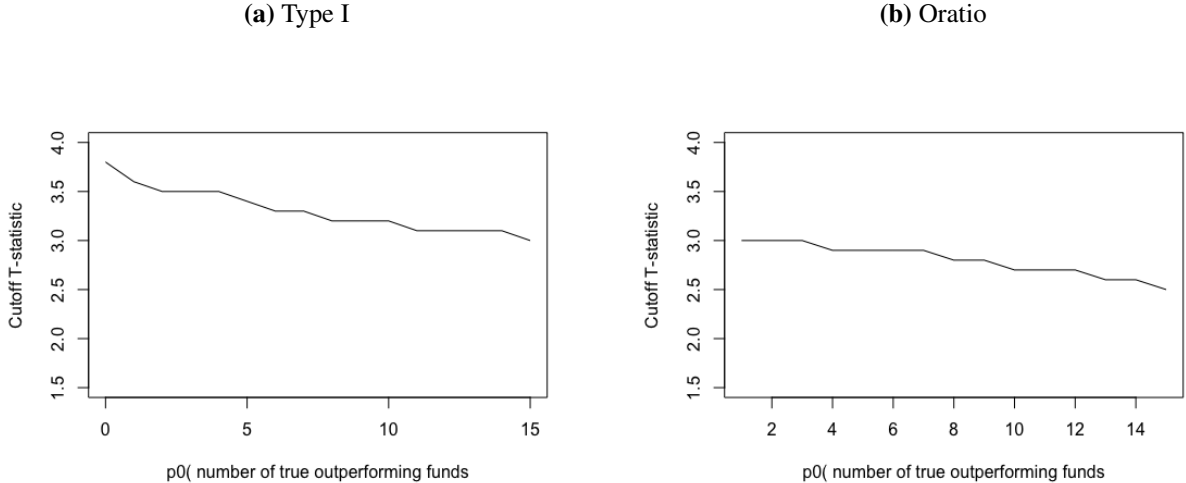 (a) Type I
(b) Oratio
4.0
3.5
3.0
2.5
2.0
1.5
Cutoff T-statistic
0 5 10 15
p0( number of true outperforming funds
4.0
3.5
3.0
2.5
2.0
1.5
Cutoff T-statistic
2 4 6 8 10 12 14
p0( number of true outperforming funds